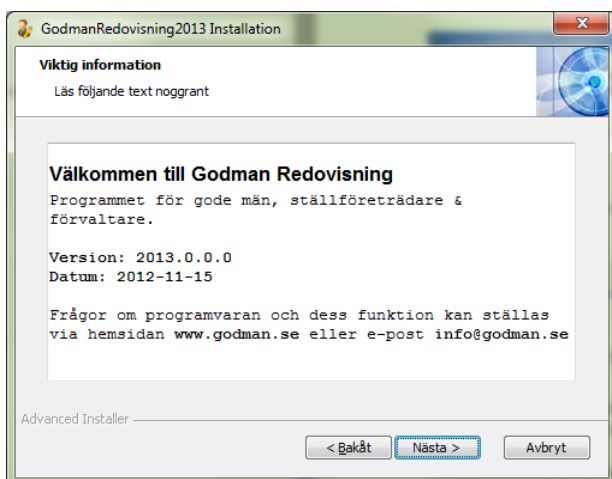 GodmanRedovisning2013 Installation
Viktig information
Läs följande text noggrant
Välkommen till Godman Redovisning
Programmet för gode män, ställföreträdare &
förvaltare.
Version: 2013.0.0.0
Datum: 2012-11-15
Frågor om programvaran och dess funktion kan ställas
via hemsidan www.godman.se eller e-post info@godman.se
Advanced Installer
< Bakåt Nästa > Avbryt